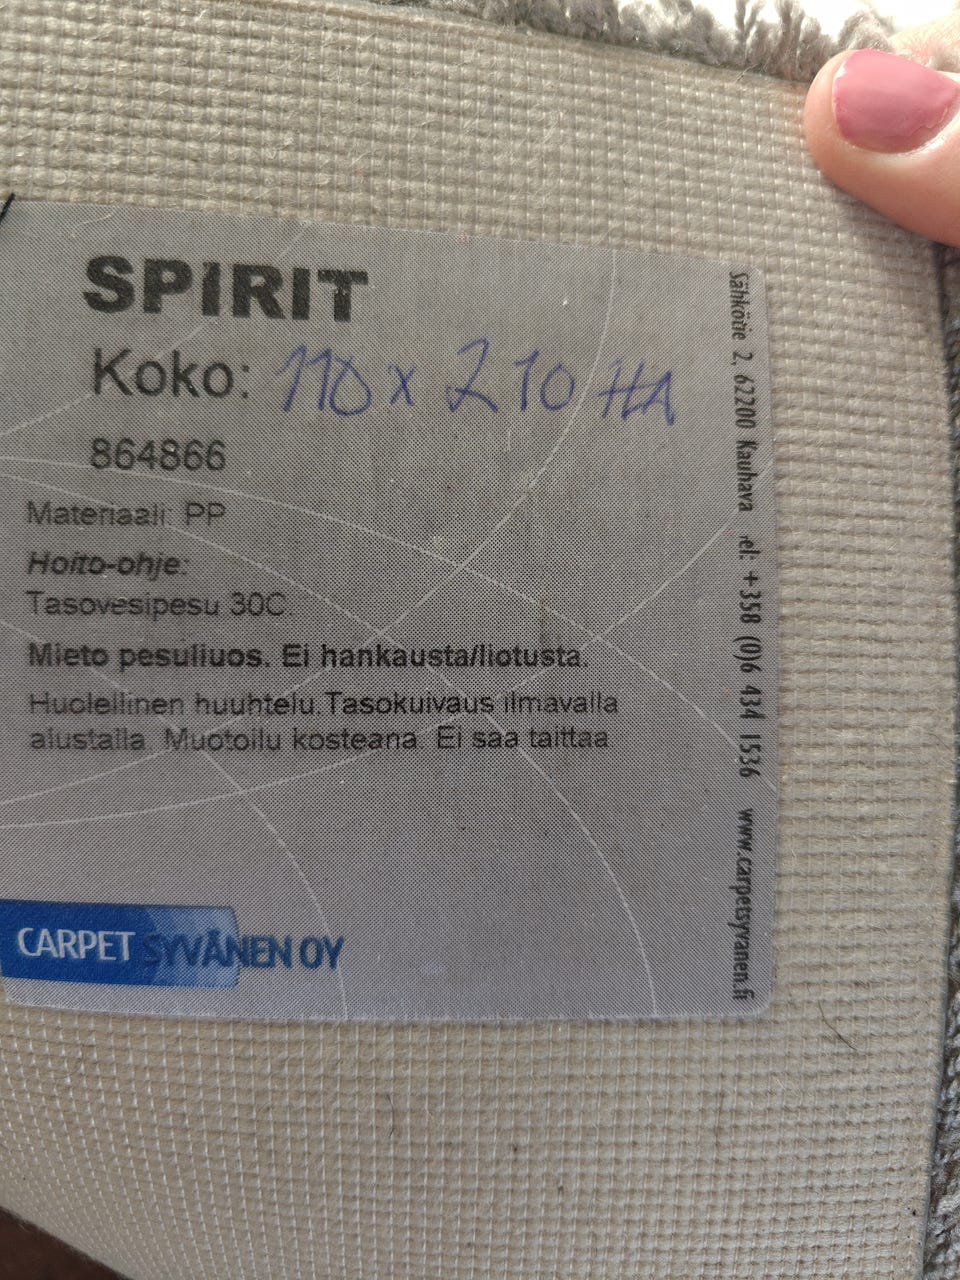 SPIRIT
Koko: 110 x 210 HA
864866
Materiaali: PP
Hoito-ohje:
Tasovesipesu 30C.
Mieto pesuliuos. Ei hankausta/liotusta.
Huolellinen huuhtelu. Tasokuivaus ilmavalla
alustalla. Muotoilu kosteana. Ei saa taittaa
CARPET SYVÄNEN OY
Sähkötie 2, 62200 Kauhava el: +358 (0)6 434 1536 www.carpetsyvanen.fi